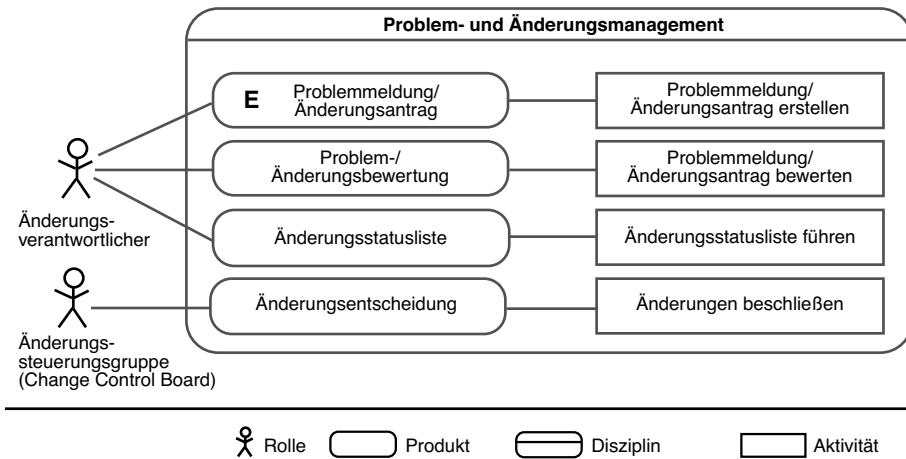 Problem- und Änderungsmanagement
E
Problemmeldung/
Änderungsantrag
Problemmeldung/
Änderungsantrag erstellen
Problem-/
Änderungsbewertung
Problemmeldung/
Änderungsantrag bewerten
Änderungs-
verantwortlicher
Änderungsstatusliste
Änderungsstatusliste führen
Änderungsentscheidung
Änderungen beschließen
Änderungs-
steuerungsgruppe
(Change Control Board)
Rolle
Produkt
Disziplin
Aktivität